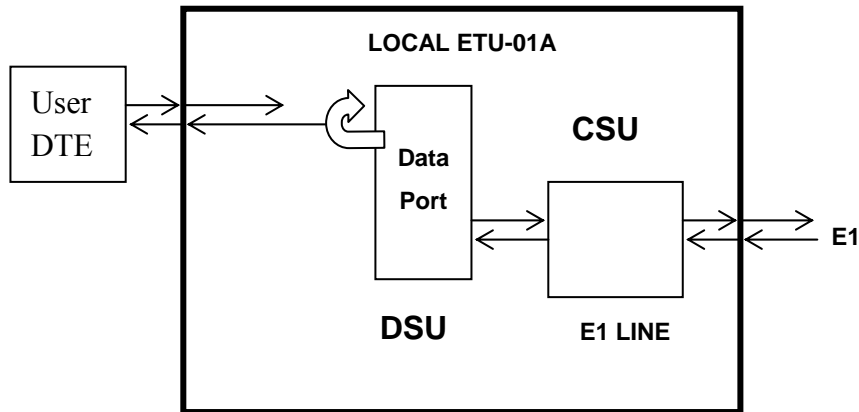 LOCAL ETU-01A
User
DTE
CSU
Data
Port
E1
DSU
E1 LINE